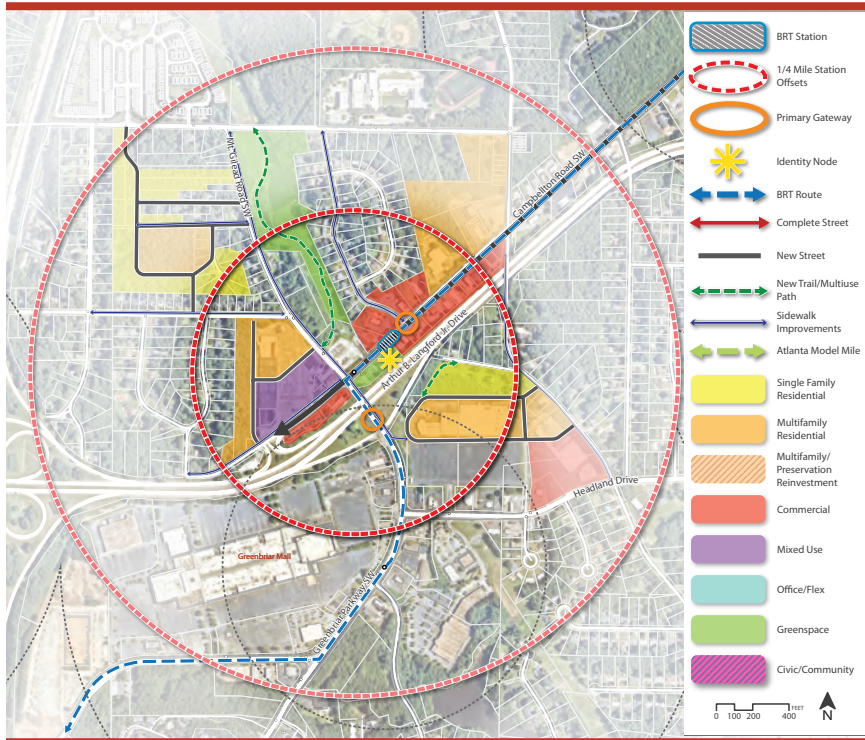 BRT Station
1/4 Mile Station
Offsets
Primary Gateway
Identity Node
BRT Route
Complete Street
New Street
New Trail/Multiuse
Path
Sidewalk
Improvements
Atlanta Model Mile
Single Family
Residential
Multifamily
Residential
Multifamily/
Preservation
Reinvestment
Commercial
Mixed Use
Office/Flex
Greenspace
Civic/Community
0 100 200 400 FEET
N
Mt. Gilead Road SW
Campbellton Road SW
Arthur B. Langford Jr. Drive
Headland Drive
Greenbriar Mall
Greenbriar Parkway SW